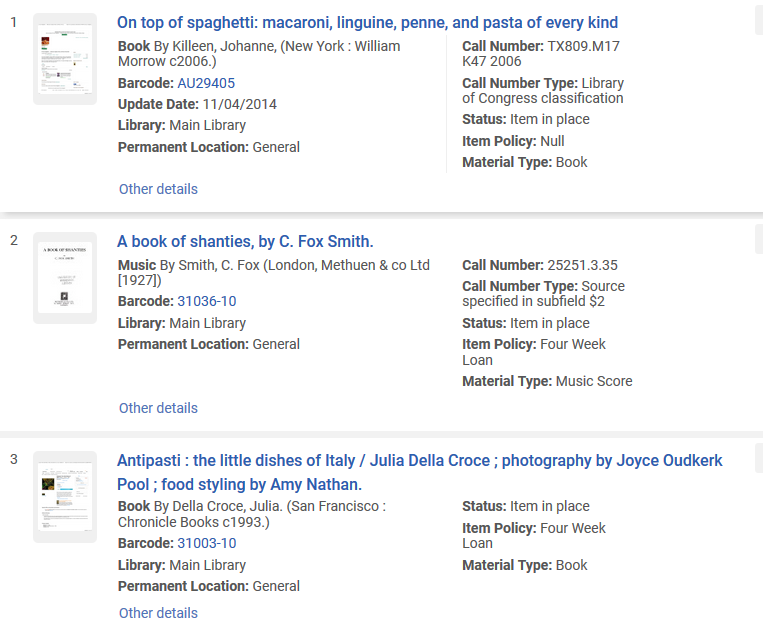 1
On top of spaghetti: macaroni, linguine, penne, and pasta of every kind
Book By Killeen, Johanne, (New York : William
Morrow c2006.)
Barcode: AU29405
Update Date: 11/04/2014
Library: Main Library
Permanent Location: General
Call Number: TX809.M17
K47 2006
Call Number Type: Library
of Congress classification
Status: Item in place
Item Policy: Null
Material Type: Book
Other details
2
A BOOK OF SHANTIES
A book of shanties, by C. Fox Smith.
Music By Smith, C. Fox (London, Methuen & co Ltd
[1927])
Barcode: 31036-10
Library: Main Library
Permanent Location: General
Call Number: 25251.3.35
Call Number Type: Source
specified in subfield $2
Status: Item in place
Item Policy: Four Week
Loan
Material Type: Music Score
Other details
3
Antipasti : the little dishes of Italy / Julia Della Croce ; photography by Joyce Oudkerk
Pool ; food styling by Amy Nathan.
Book By Della Croce, Julia. (San Francisco :
Chronicle Books c1993.)
Barcode: 31003-10
Library: Main Library
Permanent Location: General
Status: Item in place
Item Policy: Four Week
Loan
Material Type: Book
Other details